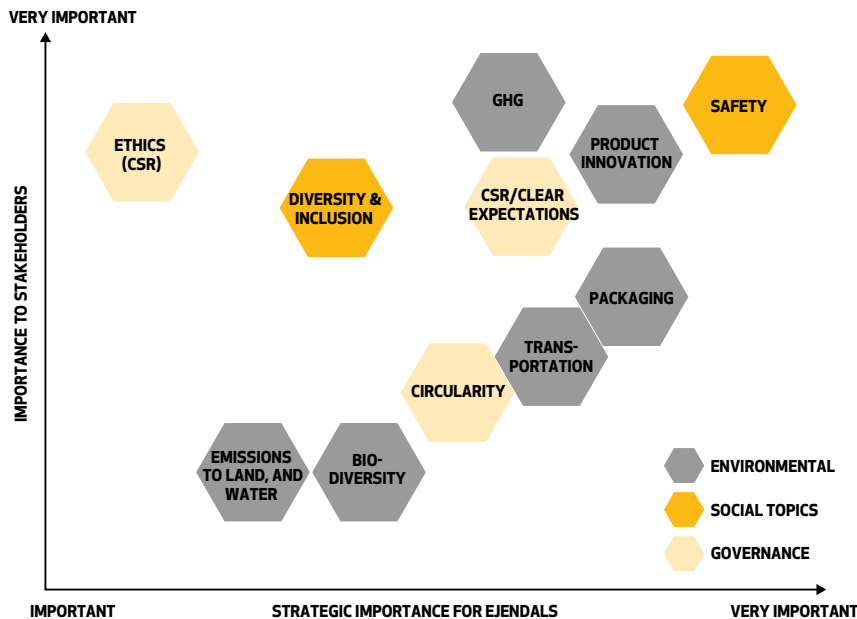 VERY IMPORTANT
GHG
SAFETY
ETHICS
(CSR)
PRODUCT
INNOVATION
DIVERSITY &
INCLUSION
CSR/CLEAR
EXPECTATIONS
IMPORTANCE TO STAKEHOLDERS
PACKAGING
TRANS-
PORTATION
CIRCULARITY
EMISSIONS
TO LAND, AND
WATER
BIO-
DIVERSITY
ENVIRONMENTAL
SOCIAL TOPICS
GOVERNANCE
IMPORTANT
STRATEGIC IMPORTANCE FOR EJENDALS
VERY IMPORTANT